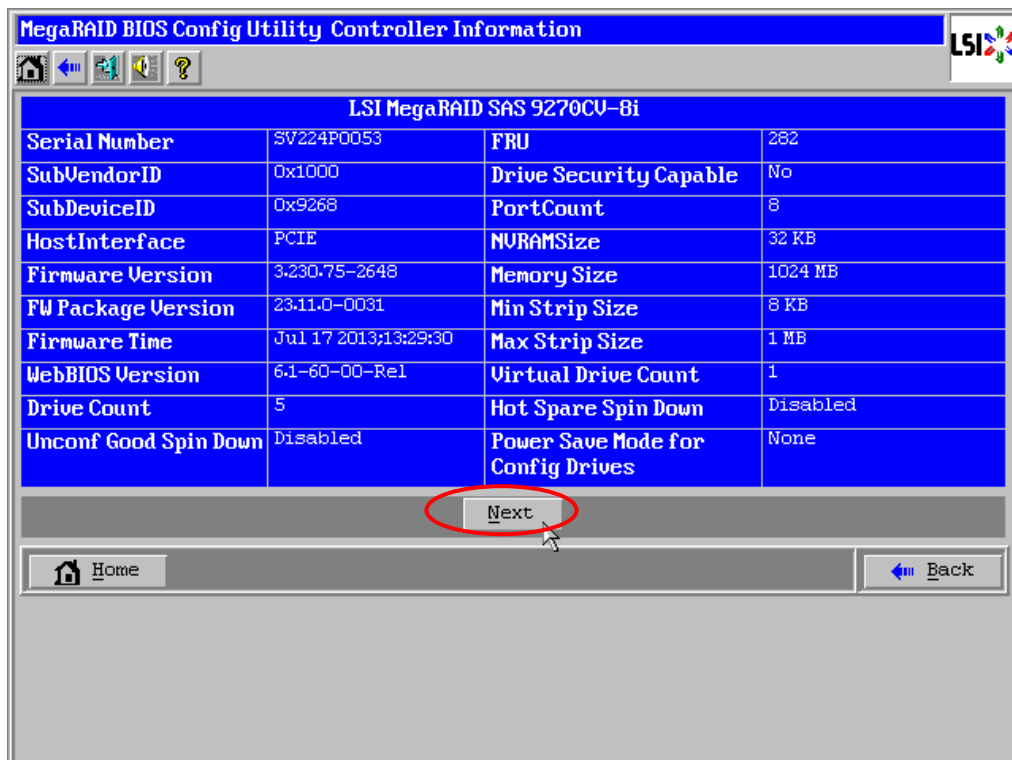 MegaRAID BIOS Config Utility Controller Information
LSI
?
LSI MegaRAID SAS 9270CV-8i
Serial Number SV224P0053 FRU 282
SubVendorID 0x1000 Drive Security Capable No
SubDeviceID 0x9268 PortCount 8
HostInterface PCIE NVRAMSize 32 KB
Firmware Version 3.230.75-2648 Memory Size 1024 MB
FW Package Version 23.11.0-0031 Min Strip Size 8 KB
Firmware Time Jul 17 2013;13:29:30 Max Strip Size 1 MB
WebBIOS Version 6.1-60-00-Rel Virtual Drive Count 1
Drive Count 5 Hot Spare Spin Down Disabled
Unconf Good Spin Down Disabled Power Save Mode for None
Config Drives
Next
Home Back